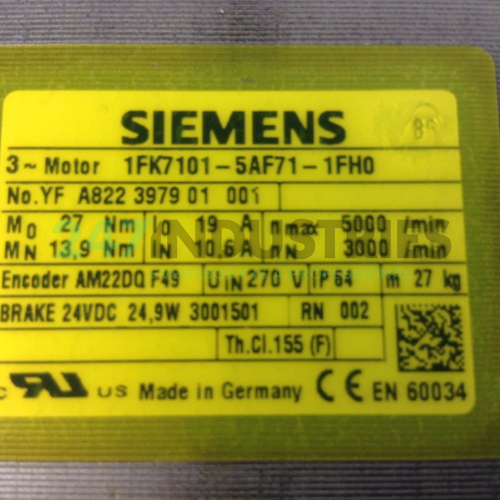 SIEMENS
3~Motor 1FK7101-5AF71-1FH0
No.YF A822 3979 01 001
M0 27 Nm I0 19 A nmax 5000 /min
MN 13,9 Nm IN 10,6 A nN 3000 /min
Encoder AM22DQ F49 UIN 270 V IP 64 m 27 kg
BRAKE 24VDC 24,9W 3001501 RN 002
Th.Cl.155 (F)
c RU US Made in Germany CE EN 60034